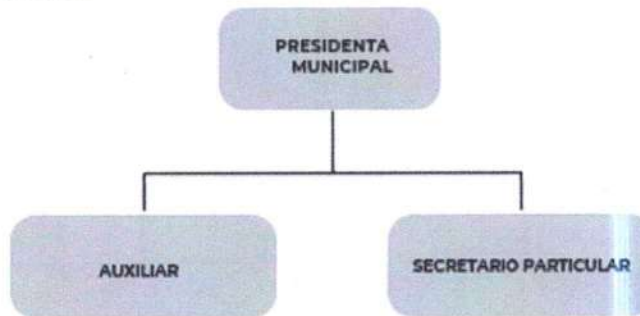 PRESIDENTA
MUNICIPAL
AUXILIAR
SECRETARIO PARTICULAR